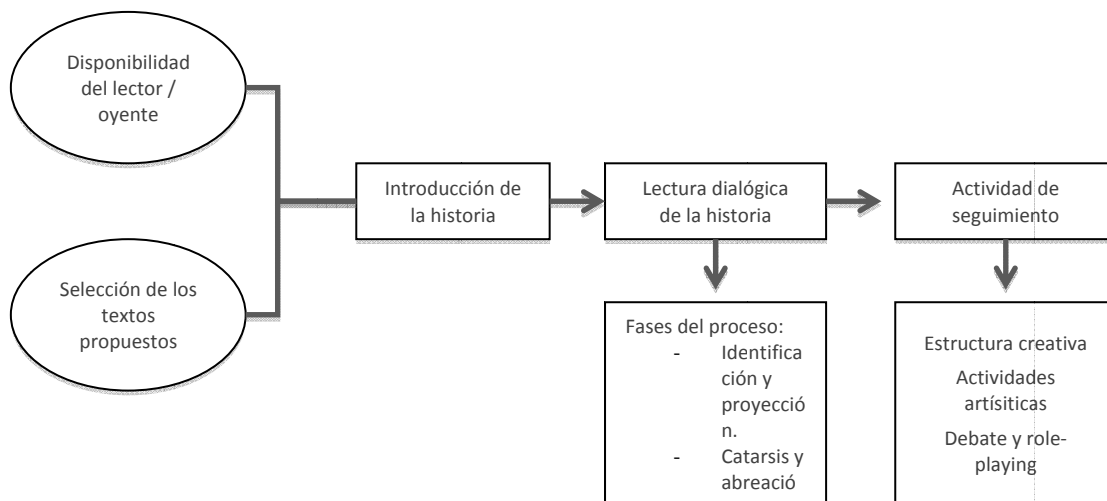 Disponibilidad
del lector /
oyente
Selección de los
textos
propuestos
Introducción de
la historia
Lectura dialógica
de la historia
Actividad de
seguimiento
Fases del proceso:
- Identifica
ción y
proyección
n.
- Catarsis y
abreació
Estructura creativa
Actividades
artísiticas
Debate y role-
playing